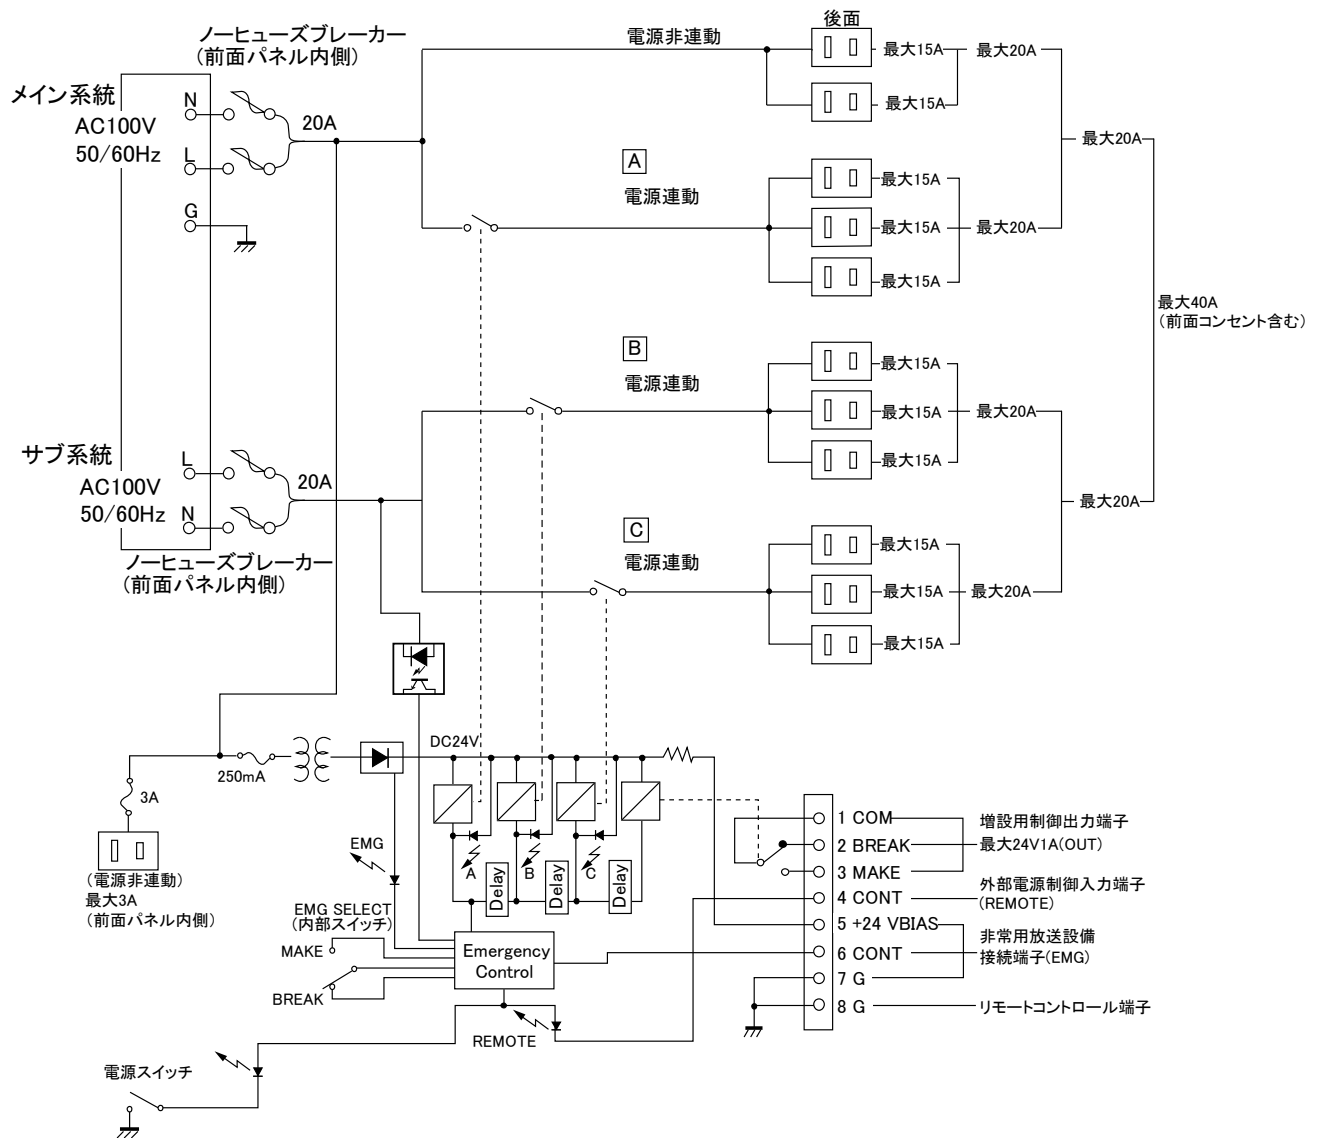 ノーヒューズブレーカー
(前面パネル内側)
メイン系統
AC100V
50/60Hz
N
L
G
20A
電源非連動
後面
最大15A
最大15A
最大20A
A
電源連動
最大15A
最大15A
最大15A
最大20A
最大20A
B
電源連動
最大15A
最大15A
最大15A
最大20A
最大40A
(前面コンセント含む)
サブ系統
AC100V
50/60Hz
L
N
20A
ノーヒューズブレーカー
(前面パネル内側)
C
電源連動
最大15A
最大15A
最大15A
最大20A
最大20A
250mA
3A
(電源非連動)
最大3A
(前面パネル内側)
DC24V
EMG
A
B
C
Delay
Delay
Delay
EMG SELECT
(内部スイッチ)
MAKE
BREAK
Emergency
Control
REMOTE
電源スイッチ
1 COM
2 BREAK
3 MAKE
4 CONT
5 +24 VBIAS
6 CONT
7 G
8 G
増設用制御出力端子
最大24V1A(OUT)
外部電源制御入力端子
(REMOTE)
非常用放送設備
接続端子(EMG)
リモートコントロール端子